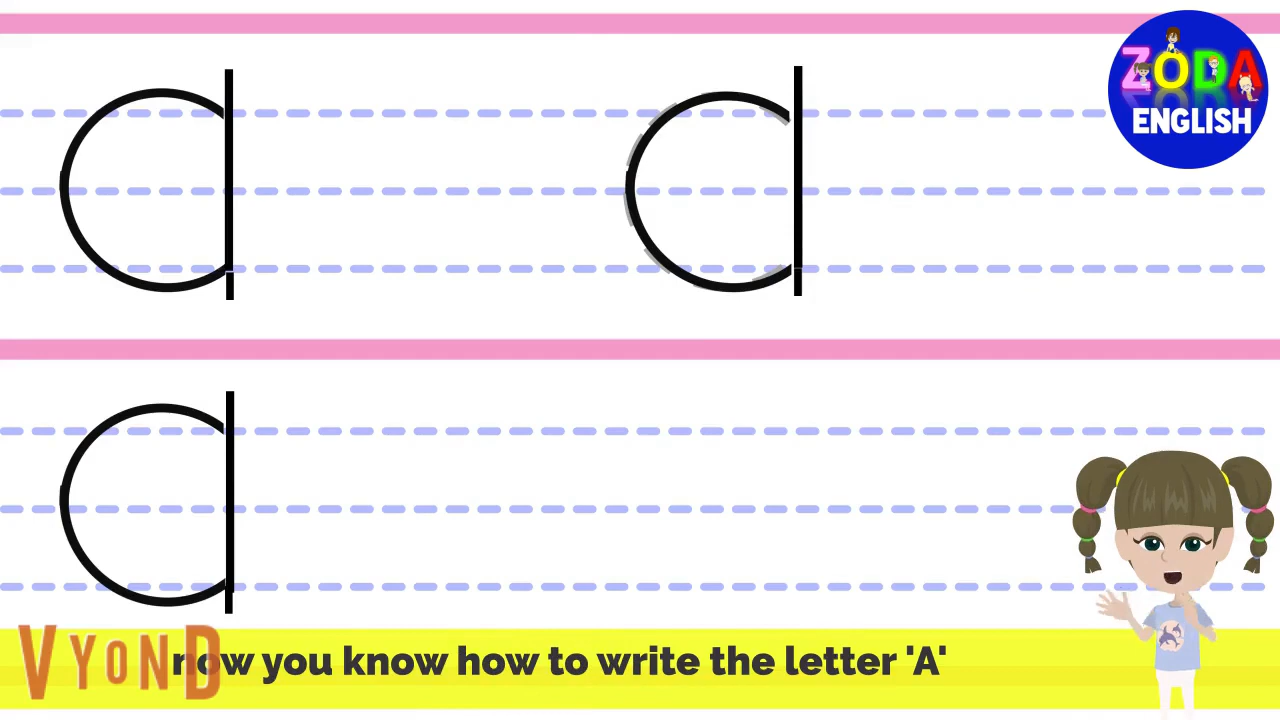 ZODA
ENGLISH
a a
a
now you know how to write the letter 'A'
VYOND